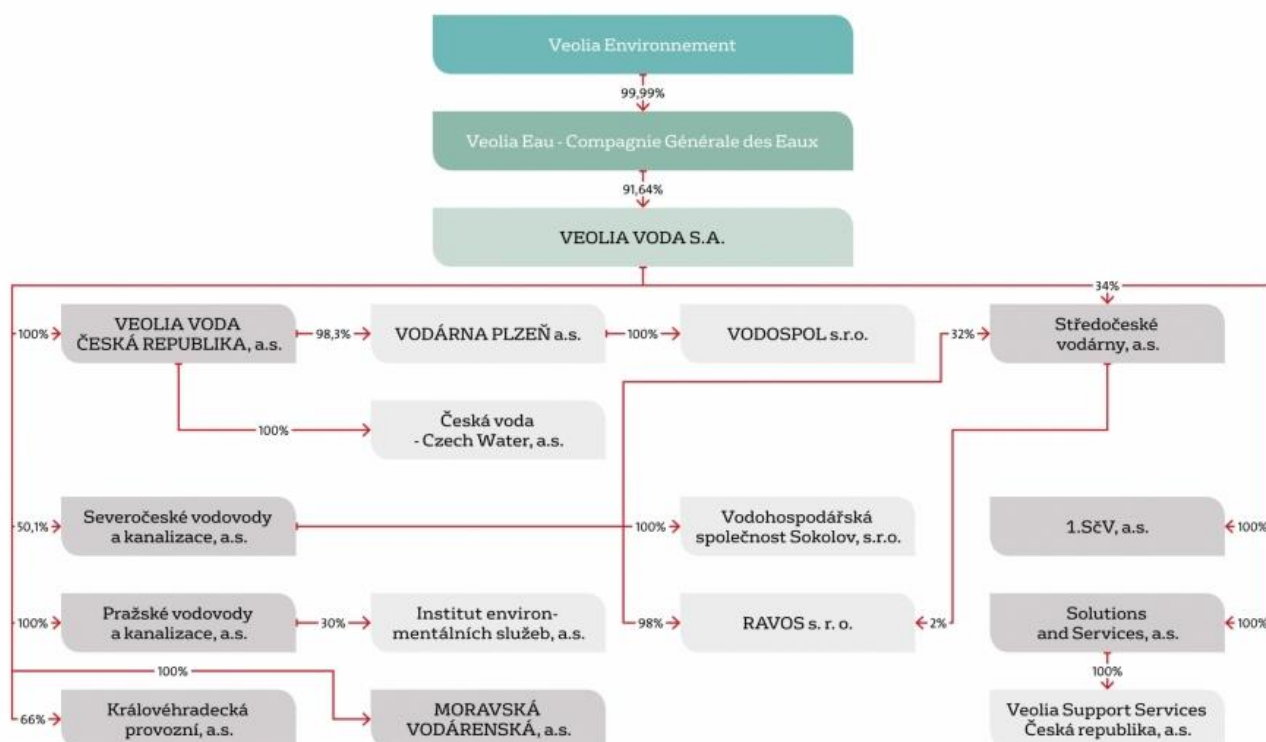 Veolia Environnement
99,99%
Veolia Eau - Compagnie Générale des Eaux
91,64%
VEOLIA VODA S.A.
34%
100%
VEOLIA VODA
ČESKÁ REPUBLIKA, a.s.
98,3%
VODÁRNA PLZEŇ a.s.
100%
VODOSPOL s.r.o.
32%
Středočeské
vodárny, a.s.
100%
Česká voda
- Czech Water, a.s.
50,1%
Severočeské vodovody
a kanalizace, a.s.
100%
Vodohospodářská
společnost Sokolov, s.r.o.
1.SčV, a.s.
100%
100%
Pražské vodovody
a kanalizace, a.s.
30%
Institut environ-
mentálních služeb, a.s.
98%
RAVOS s. r. o.
2%
Solutions
and Services, a.s.
100%
100%
100%
66%
Královéhradecká
provozní, a.s.
MORAVSKÁ
VODÁRENSKÁ, a.s.
Veolia Support Services
Česká republika, a.s.